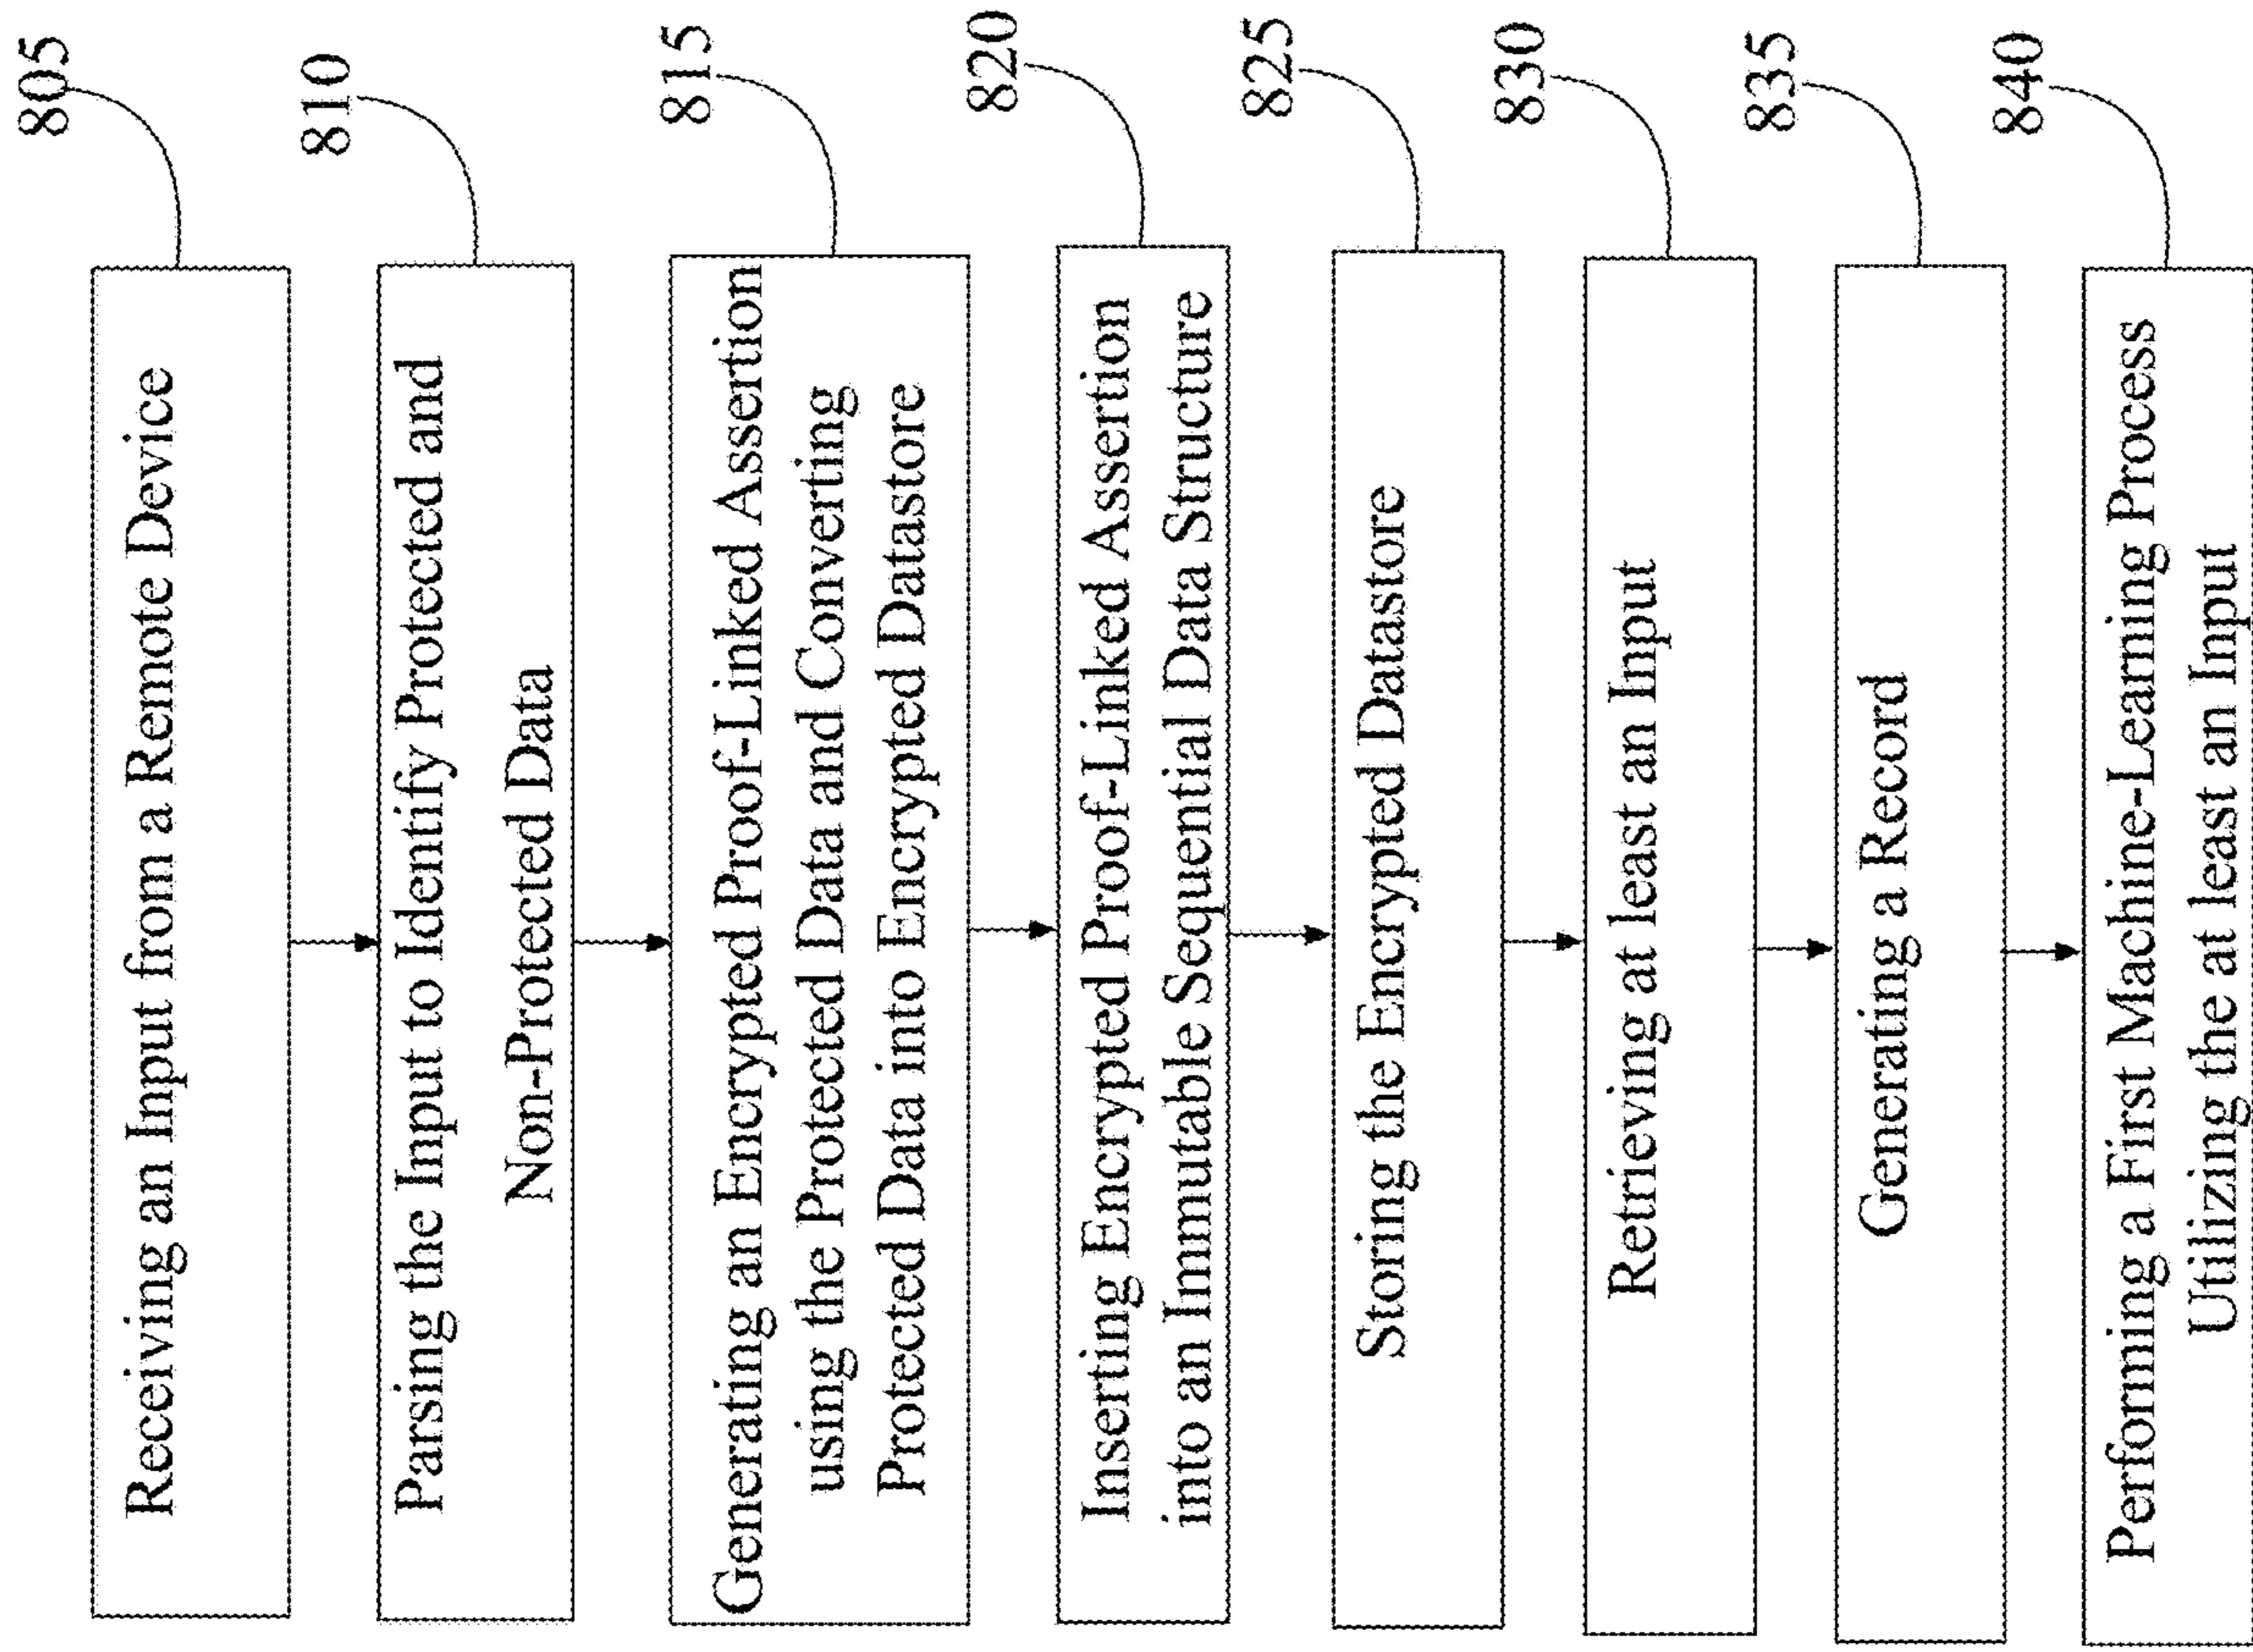 805
Receiving an Input from a Remote Device
810
Parsing the Input to Identify Protected and
Non-Protected Data
815
Generating an Encrypted Proof-Linked Assertion
using the Protected Data and Converting
Protected Data into Encrypted Datastore
820
Inserting Encrypted Proof-Linked Assertion
into an Immutable Sequential Data Structure
825
Storing the Encrypted Datastore
830
Retrieving at least an Input
835
Generating a Record
840
Performing a First Machine-Learning Process
Utilizing the at least an Input